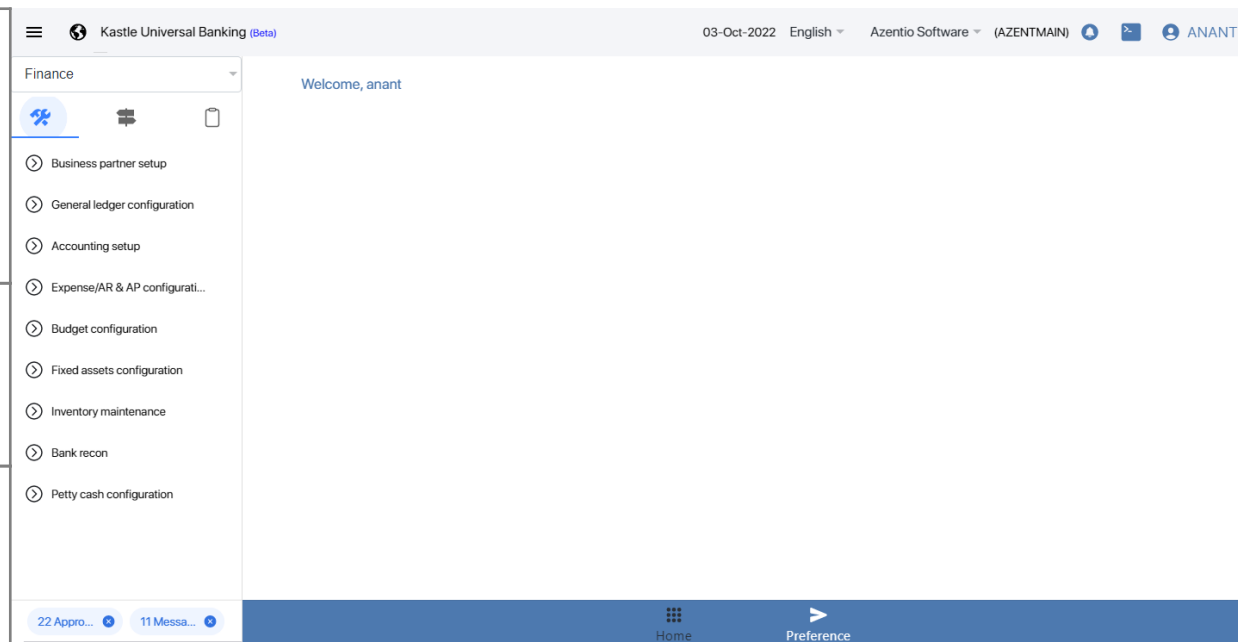 Kastle Universal Banking (Beta)
03-Oct-2022 English Azentio Software (AZENTMAIN) ANANT
Finance
Welcome, anant
Business partner setup
General ledger configuration
Accounting setup
Expense/AR & AP configurati...
Budget configuration
Fixed assets configuration
Inventory maintenance
Bank recon
Petty cash configuration
22 Appro... 11 Messa...
Home Preference